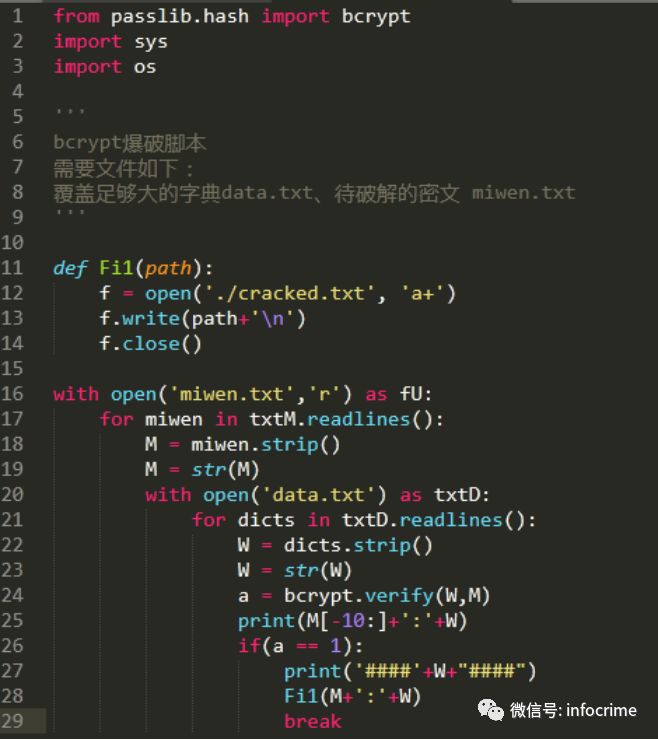 1 from passlib.hash import bcrypt
2 import sys
3 import os
4
5 '''
6 bcrypt爆破脚本
7 需要文件如下：
8 覆盖足够大的字典data.txt、待破解的密文 miwen.txt
9 '''
10
11 def Fi1(path):
12     f = open('./cracked.txt', 'a+')
13     f.write(path+'\n')
14     f.close()
15
16 with open('miwen.txt','r') as fU:
17     for miwen in txtM.readlines():
18         M = miwen.strip()
19         M = str(M)
20         with open('data.txt') as txtD:
21             for dicts in txtD.readlines():
22                 W = dicts.strip()
23                 W = str(W)
24                 a = bcrypt.verify(W,M)
25                 print(M[-10:]+':'+W)
26                 if(a == 1):
27                     print('####'+W+"####")
28                     Fi1(M+':'+W)
29                     break
微信号: infocrime